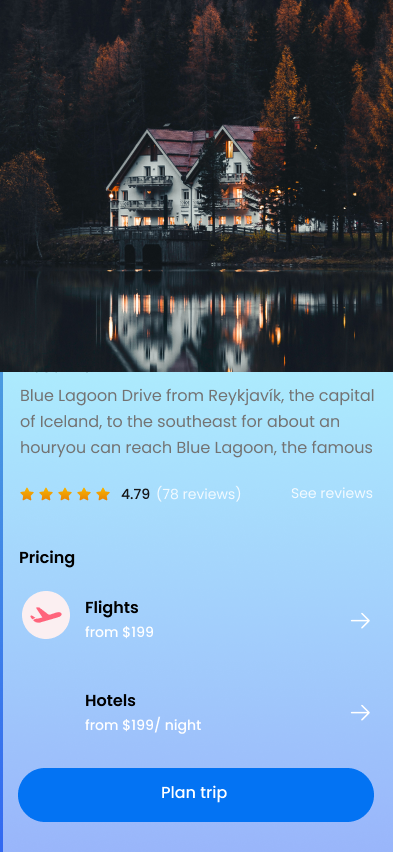 Blue Lagoon Drive from Reykjavík, the capital
of Iceland, to the southeast for about an
houryou can reach Blue Lagoon, the famous
4.79 (78 reviews) See reviews
Pricing
Flights
from $199
Hotels
from $199/ night
Plan trip